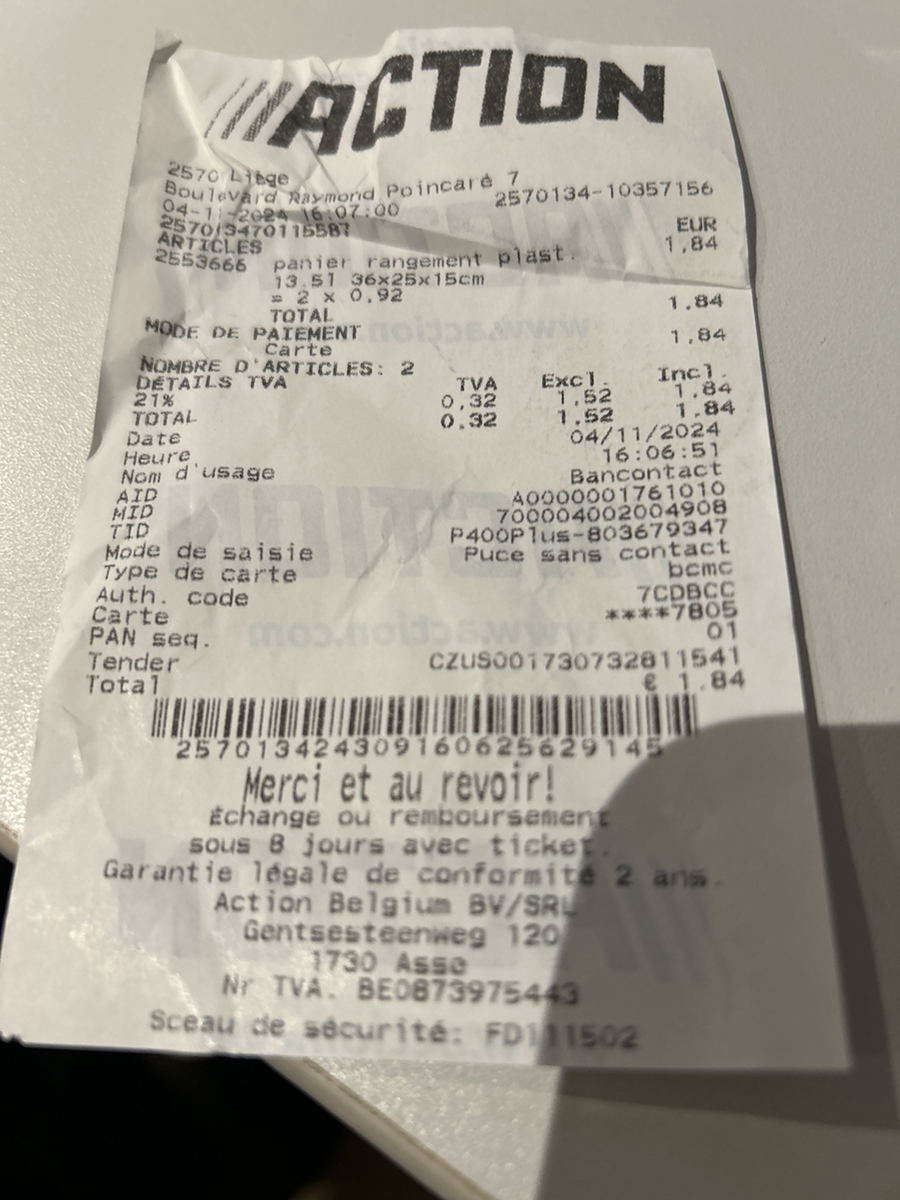 ACTION
2570 Liège
Boulevard Raymond Poincaré 7
04-11-2024 16:07:00 2570134-10357156
257013470115587
EUR
ARTICLES 1,84
2553666 panier rangement plast.
13.5l 36x25x15cm
= 2 x 0,92
TOTAL 1,84
MODE DE PAIEMENT
Carte 1,84
NOMBRE D'ARTICLES: 2
DÉTAILS TVA TVA Excl. Incl.
21% 0,32 1,52 1,84
TOTAL 0,32 1,52 1,84
Date 04/11/2024
Heure 16:06:51
Nom d'usage Bancontact
AID A0000001761010
MID 700004002004908
TID P400Plus-803679347
Mode de saisie Puce sans contact
Type de carte bcmc
Auth. code 7CDBCC
Carte ****7805
PAN seq. 01
Tender CZUS001730732811541
Total € 1.84
2570134243091606256291​45
Merci et au revoir!
Échange ou remboursement
sous 8 jours avec ticket.
Garantie légale de conformité 2 ans.
Action Belgium BV/SRL
Gentsesteenweg 120
1730 Asse
Nr TVA. BE0873975443
Sceau de sécurité: FD111502